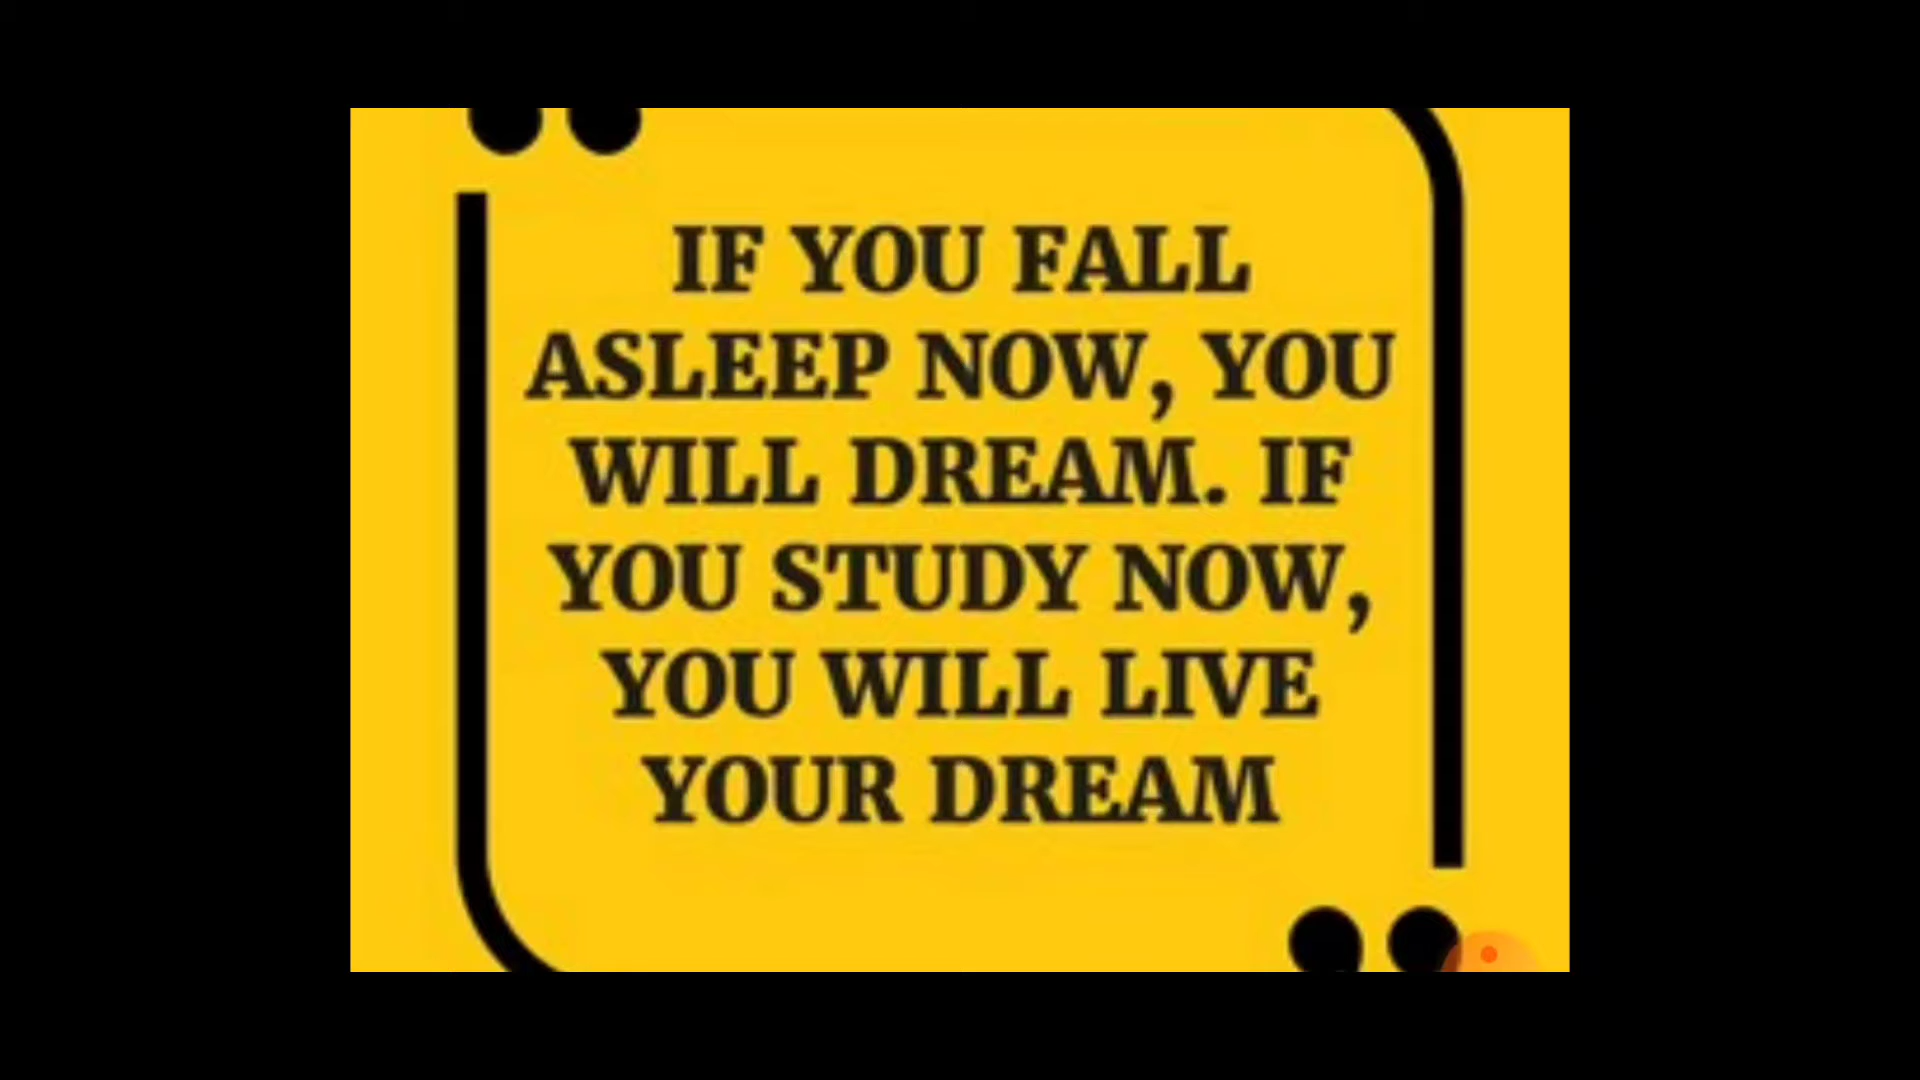 IF YOU FALL
ASLEEP NOW, YOU
WILL DREAM. IF
YOU STUDY NOW,
YOU WILL LIVE
YOUR DREAM